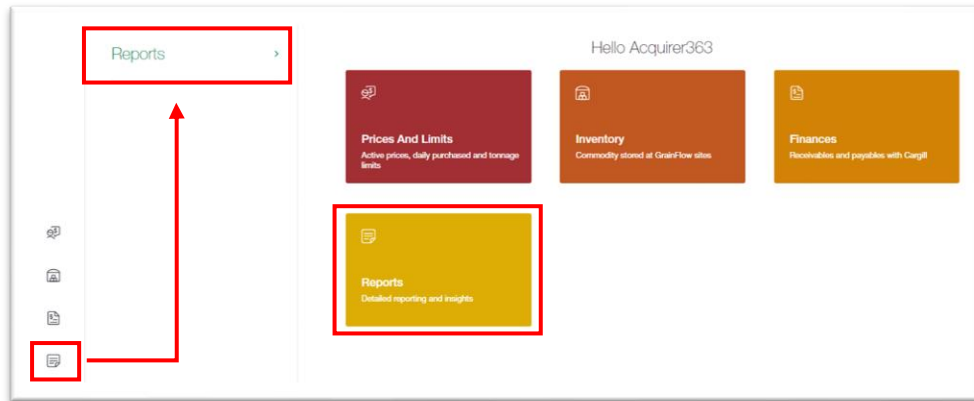 Reports
Hello Acquirer363
Prices And Limits
Active prices, daily purchased and tonnage
limits
Inventory
Commodity stored at GrainFlow sites
Finances
Receivables and payables with Cargill
Reports
Detailed reporting and insights